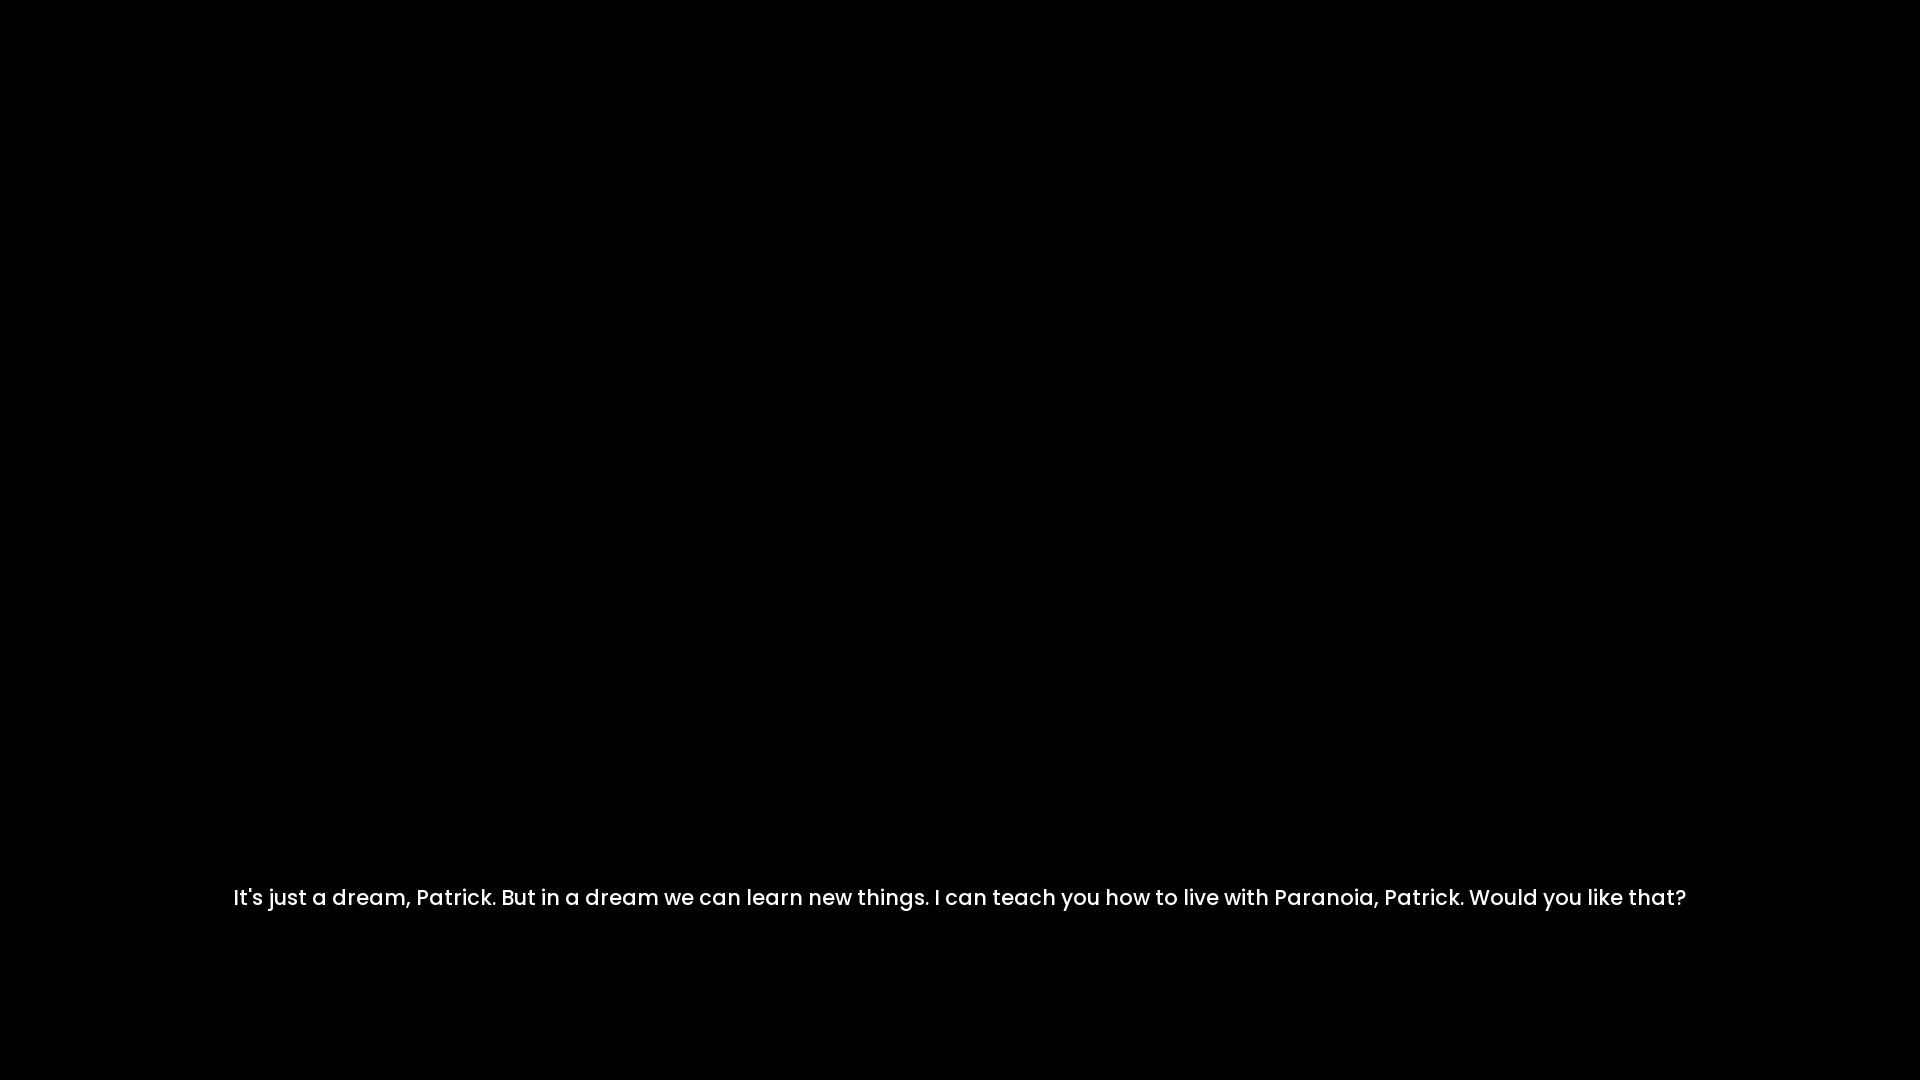 It's just a dream, Patrick. But in a dream we can learn new things. I can teach you how to live with Paranoia, Patrick. Would you like that?